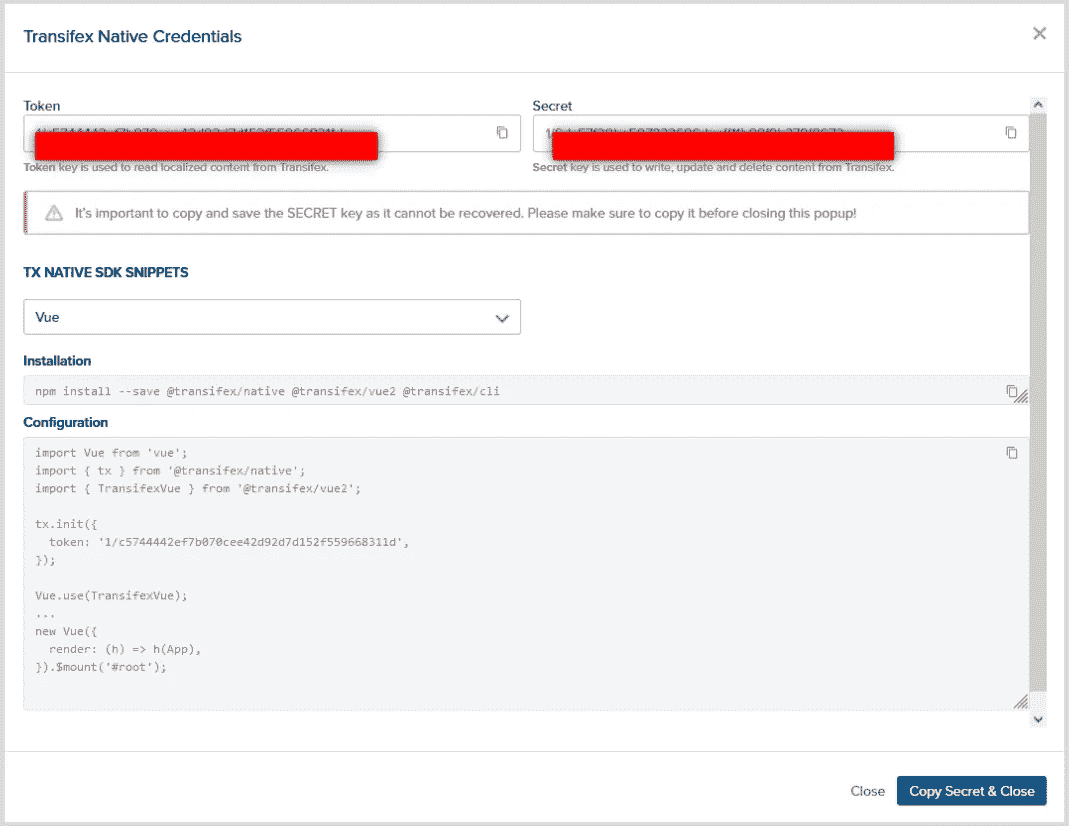 Transifex Native Credentials
Token
Secret
Token key is used to read localized content from Transifex.
Secret key is used to write, update and delete content from Transifex.
It's important to copy and save the SECRET key as it cannot be recovered. Please make sure to copy it before closing this popup!
TX NATIVE SDK SNIPPETS
Vue
Installation
npm install --save @transifex/native @transifex/vue2 @transifex/cli
Configuration
import Vue from 'vue';
import { tx } from '@transifex/native';
import { TransifexVue } from '@transifex/vue2';
tx.init({
token: '1/c5744442ef7b070cee42d92d7d152f559668311d',
});
Vue.use(TransifexVue);
...
new Vue({
render: (h) => h(App),
}).$mount('#root');
Close
Copy Secret & Close